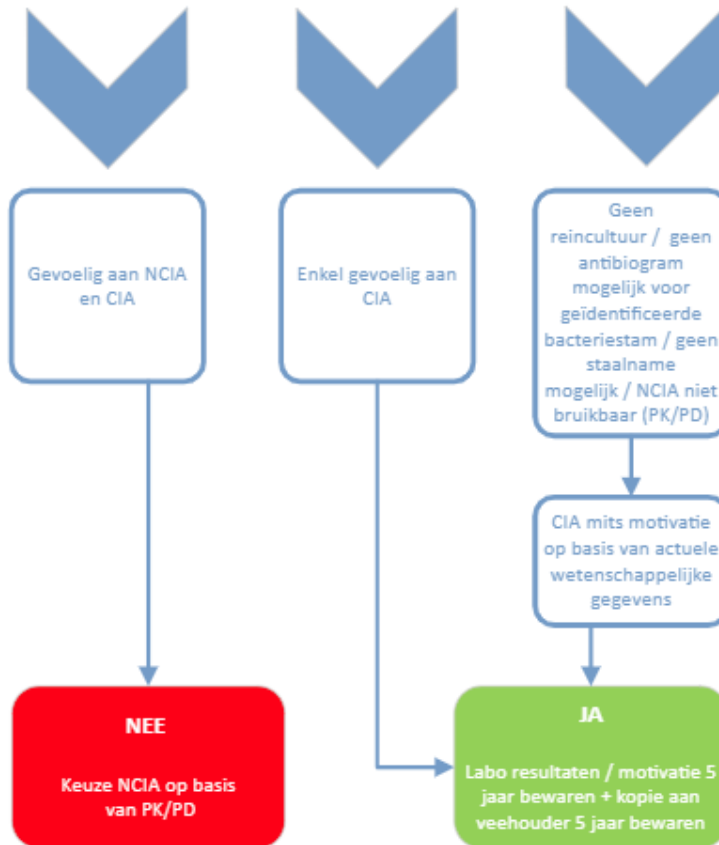 Gevoelig aan NCIA
en CIA
Enkel gevoelig aan
CIA
Geen
reincultuur / geen
antibiogram
mogelijk voor
geïdentificeerde
bacteriestam / geen
staalname
mogelijk / NCIA niet
bruikbaar (PK/PD)
CIA mits motivatie
op basis van actuele
wetenschappelijke
gegevens
NEE
Keuze NCIA op basis
van PK/PD
JA
Labo resultaten / motivatie 5
jaar bewaren + kopie aan
veehouder 5 jaar bewaren